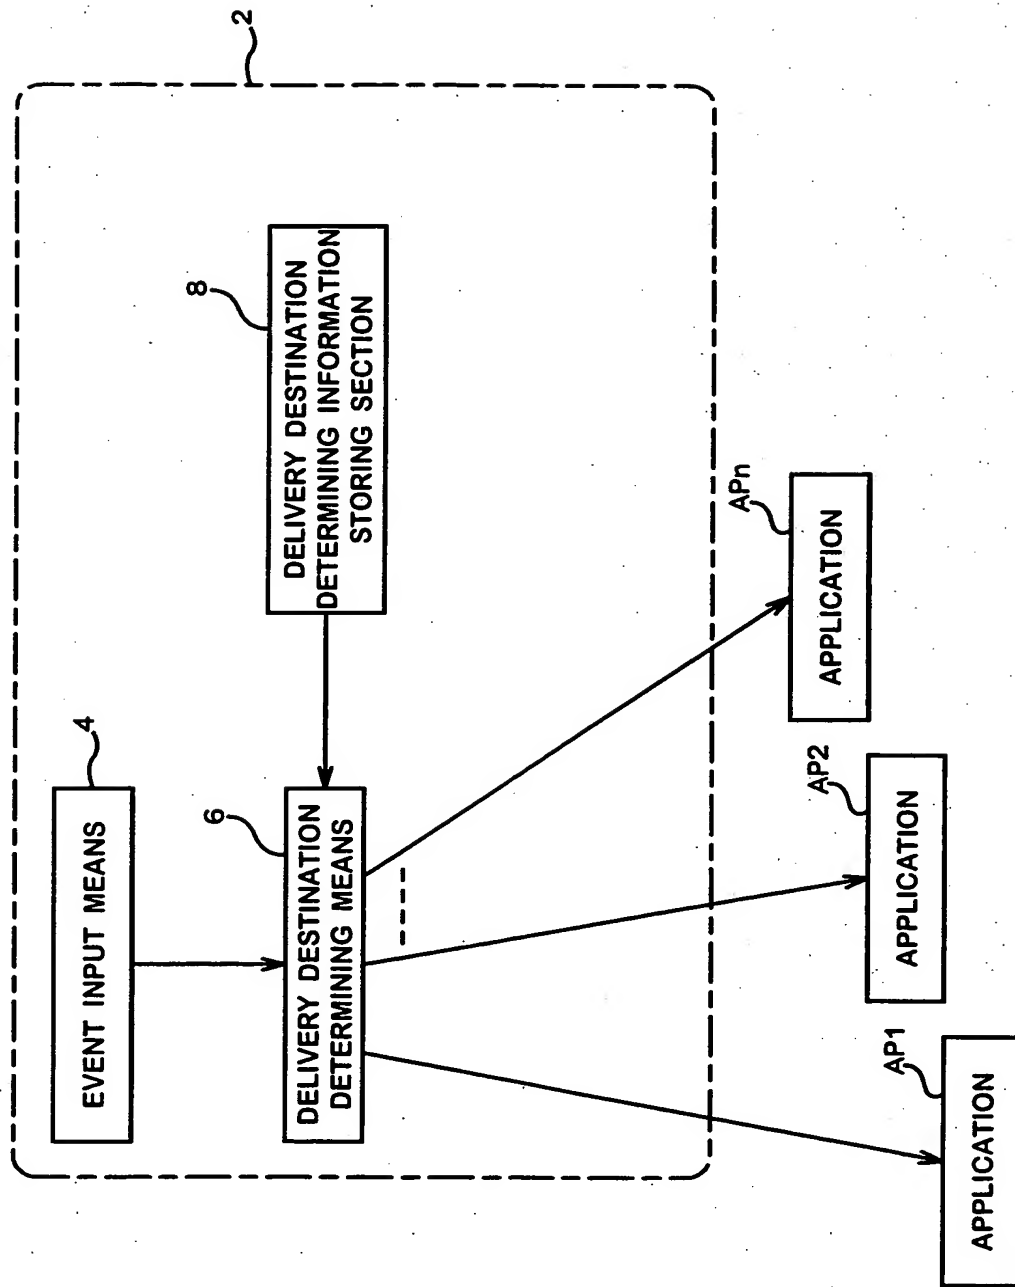 2
4
EVENT INPUT MEANS
6
DELIVERY DESTINATION
DETERMINING MEANS
8
DELIVERY DESTINATION
DETERMINING INFORMATION
STORING SECTION
AP1
APPLICATION
AP2
APPLICATION
APn
APPLICATION